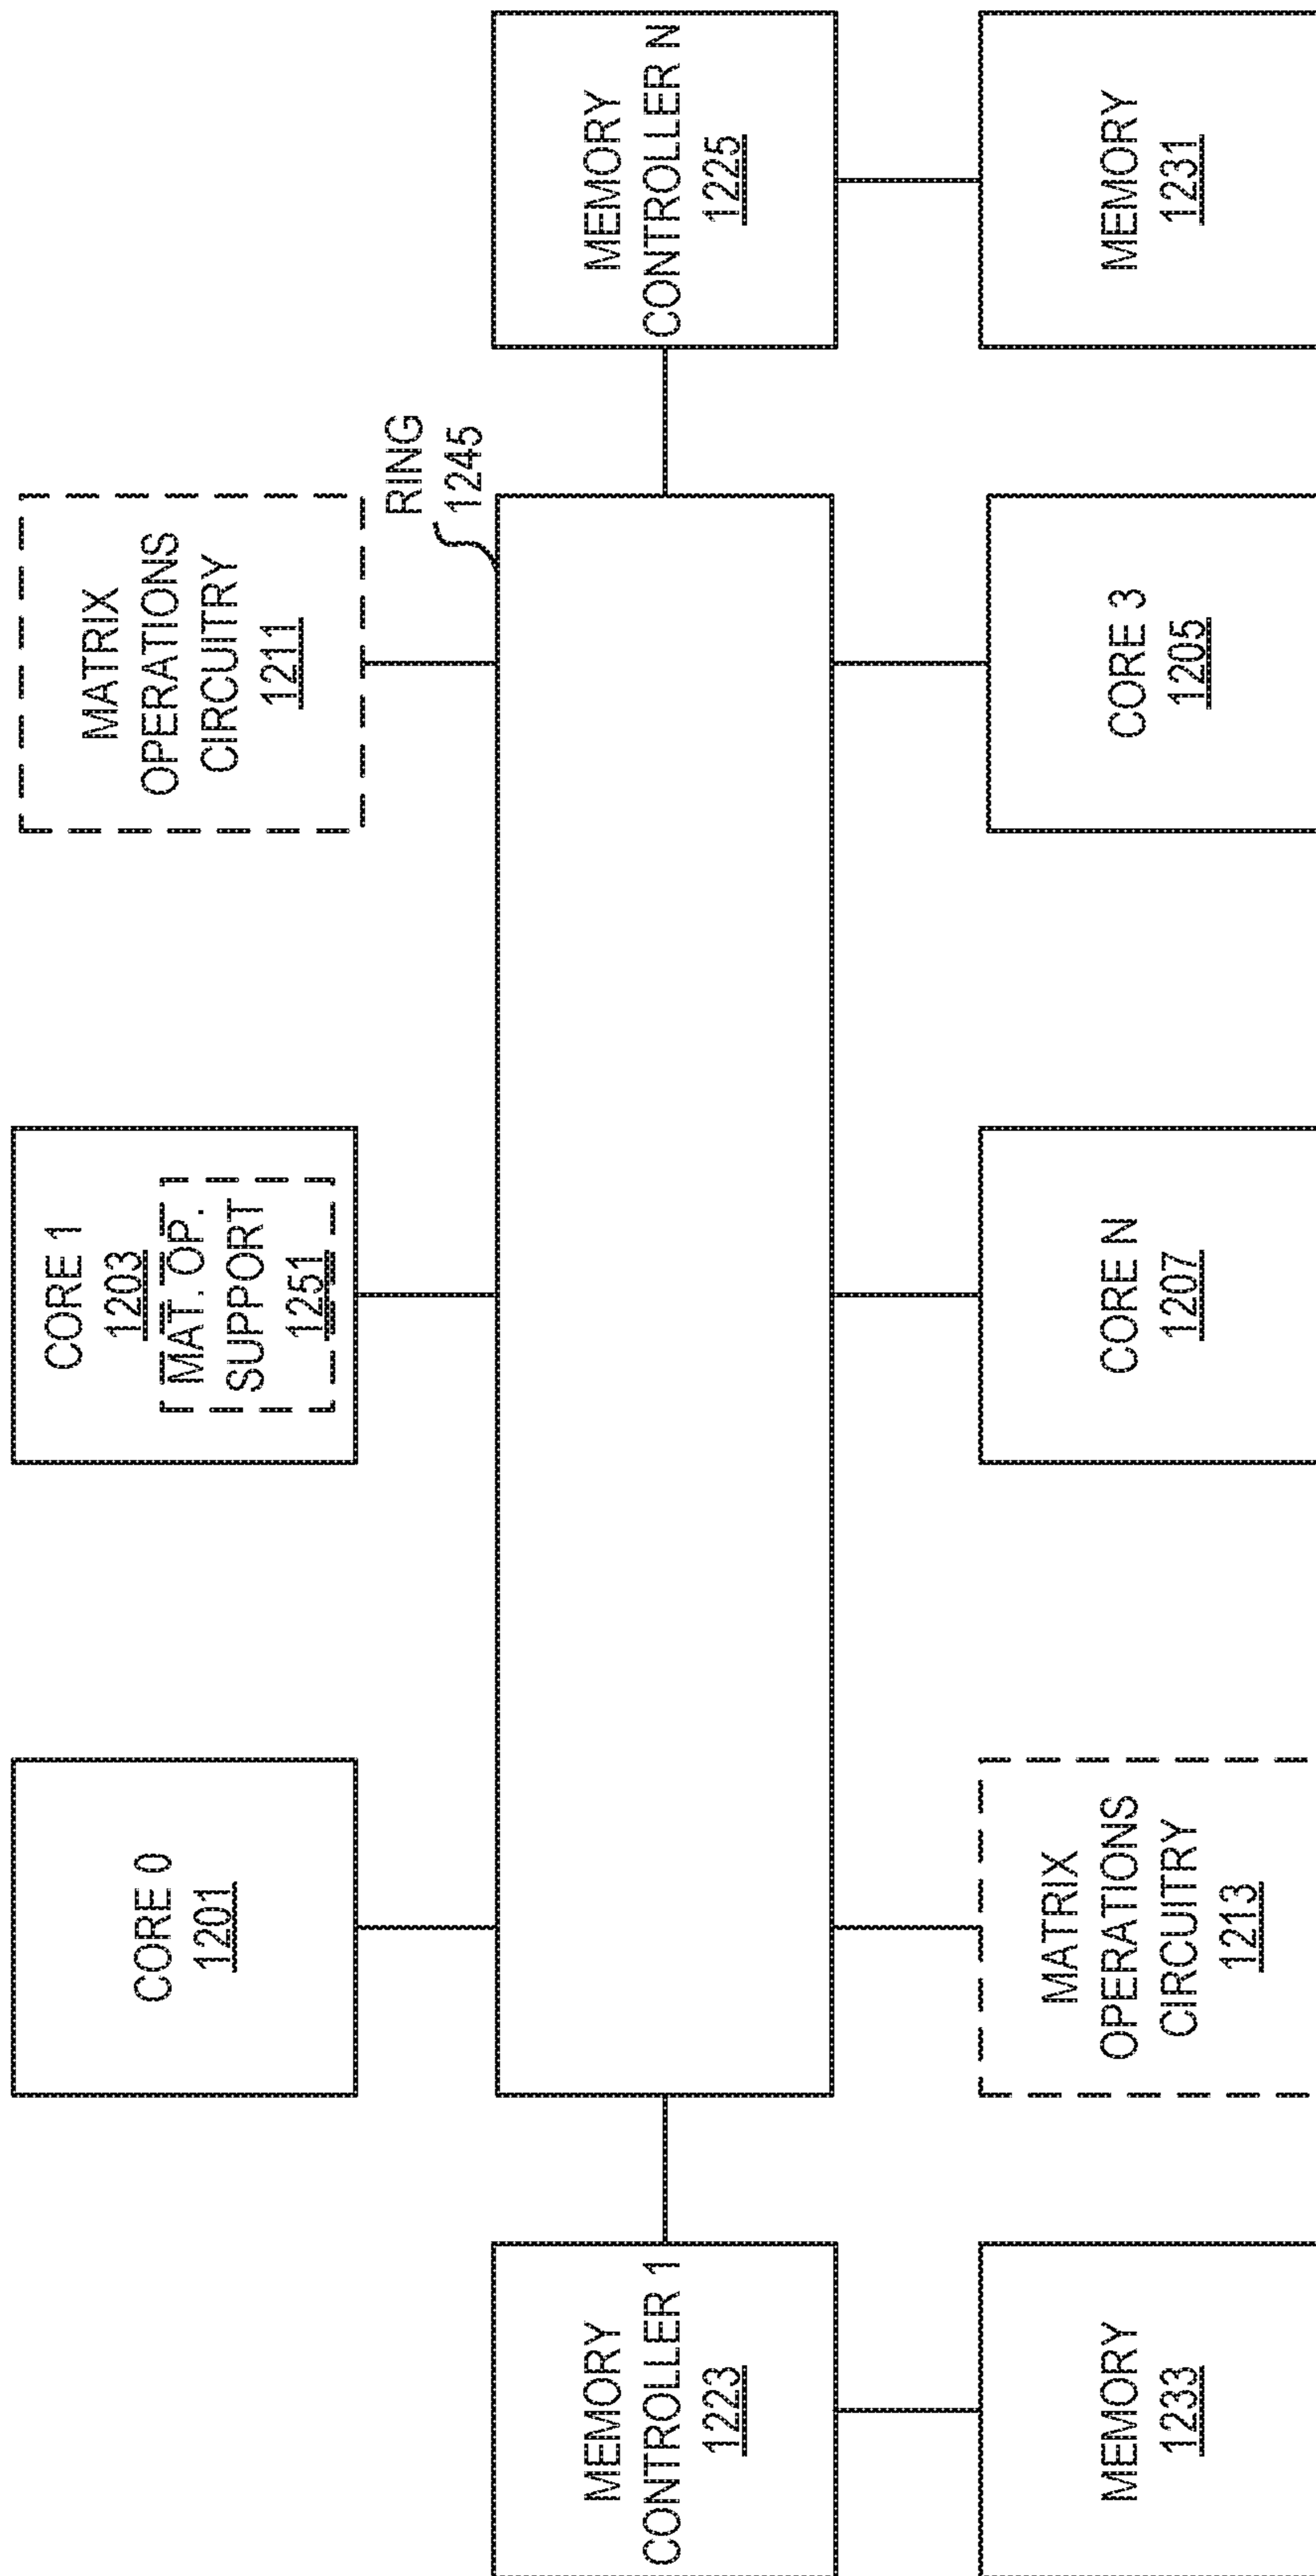 CORE 0
1201
CORE 1
1203
MAT. OP.
SUPPORT
1251
MATRIX
OPERATIONS
CIRCUITRY
1211
RING
1245
MEMORY
CONTROLLER 1
1223
MEMORY
CONTROLLER N
1225
MEMORY
1233
MATRIX
OPERATIONS
CIRCUITRY
1213
CORE N
1207
CORE 3
1205
MEMORY
1231